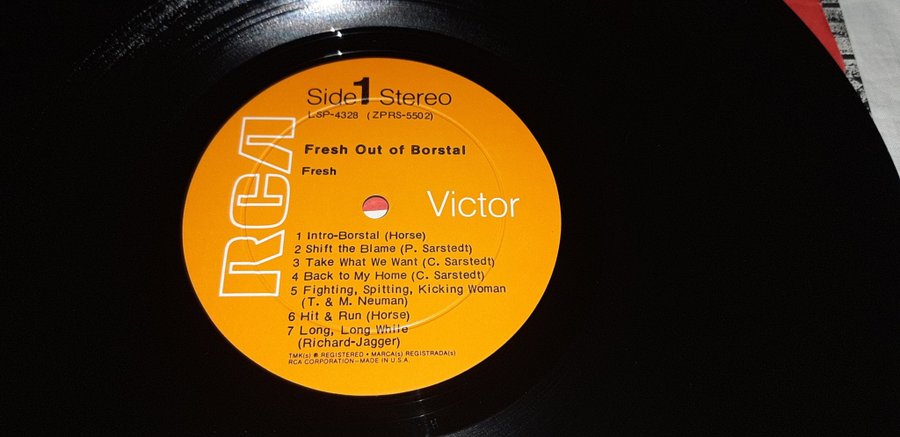 Side 1 Stereo
LSP-4328 (ZPRS-5502)
Fresh Out of Borstal
Fresh
RCA
Victor
1 Intro-Borstal (Horse)
2 Shift the Blame (P. Sarstedt)
3 Take What We Want (C. Sarstedt)
4 Back to My Home (C. Sarstedt)
5 Fighting, Spitting, Kicking Woman
(T. & M. Neuman)
6 Hit & Run (Horse)
7 Long, Long While
(Richard-Jagger)
TMK(s) ® REGISTERED • MARCA(s) REGISTRADA(s)
RCA CORPORATION—MADE IN U.S.A.